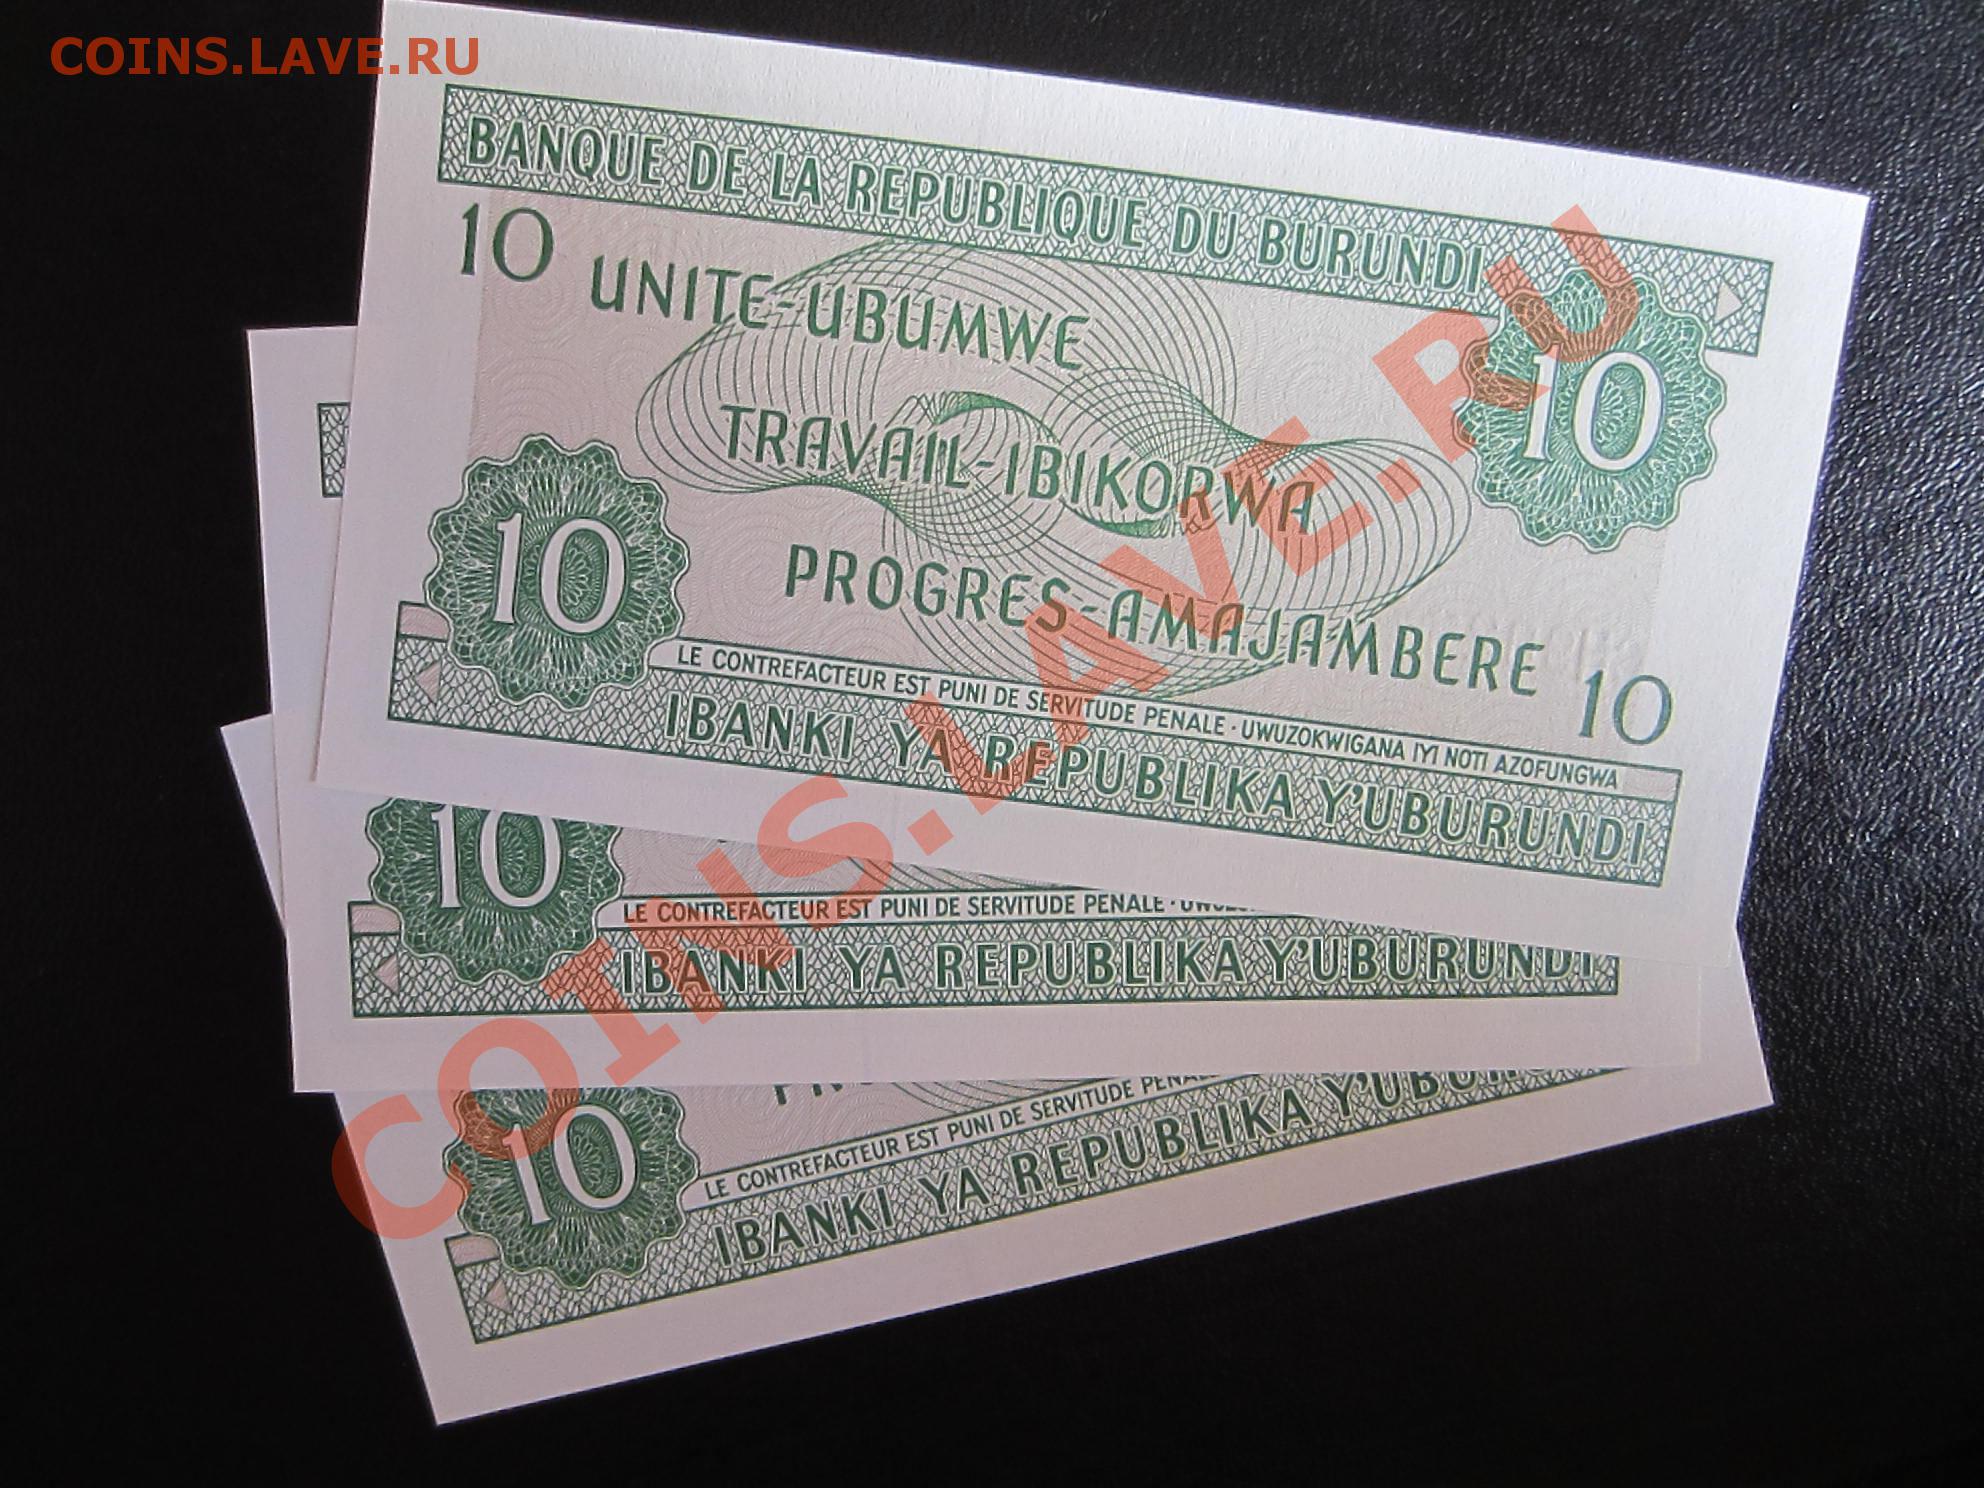 COINS.LAVE.RU
BANQUE DE LA REPUBLIQUE DU BURUNDI
10
UNITE-UBUMWE
10
TRAVAIL-IBIKORWA
10
PROGRES-AMAJAMBERE
10
LE CONTREFACTEUR EST PUNI DE SERVITUDE PENALE · UWUZOKWIGANA IYI NOTI AZOFUNGWA
IBANKI YA REPUBLIKA Y'UBURUNDI
COINS.LAVE.RU
10
LE CONTREFACTEUR EST PUNI DE SERVITUDE PENALE ·
IBANKI YA REPUBLIKA Y'UBURUNDI
10
LE CONTREFACTEUR EST PUNI DE SERVITUDE PENALE
IBANKI YA REPUBLIKA